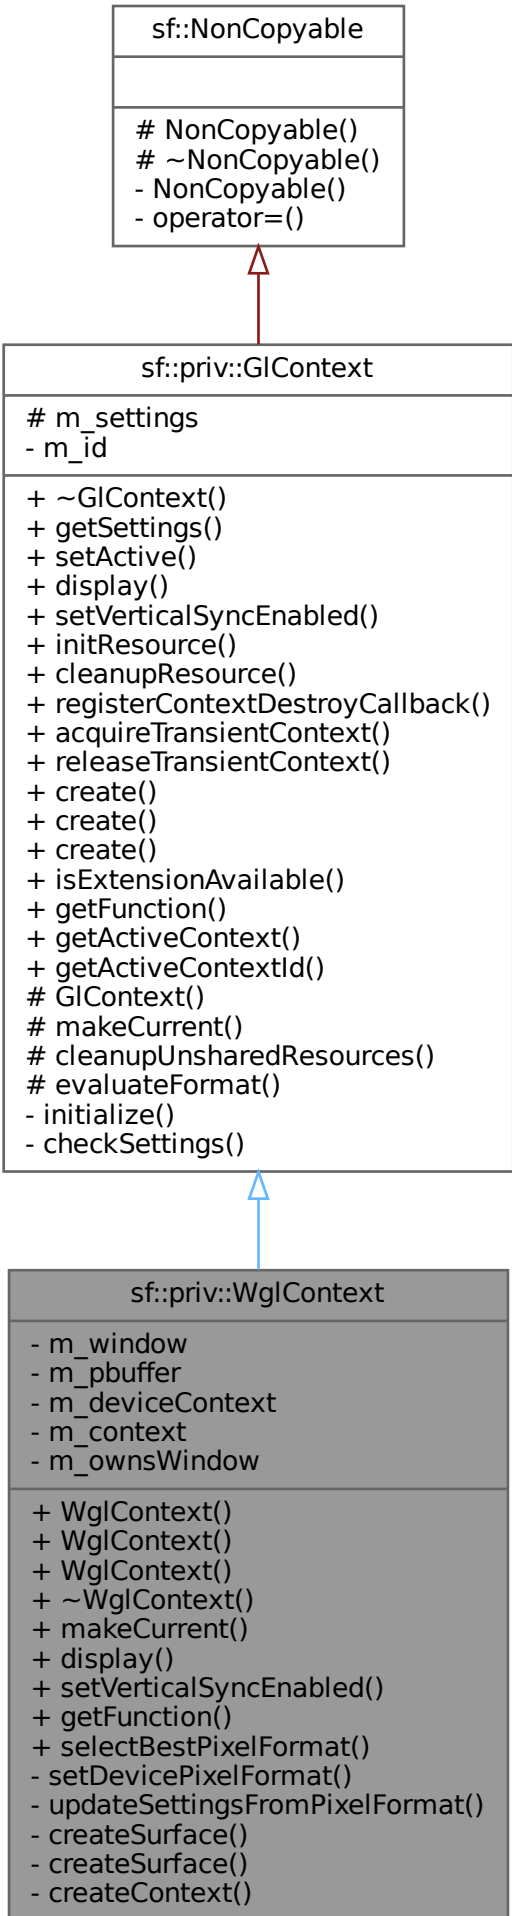 sf::NonCopyable
# NonCopyable()
# ~NonCopyable()
- NonCopyable()
- operator=()
sf::priv::GlContext
# m_settings
- m_id
+ ~GlContext()
+ getSettings()
+ setActive()
+ display()
+ setVerticalSyncEnabled()
+ initResource()
+ cleanupResource()
+ registerContextDestroyCallback()
+ acquireTransientContext()
+ releaseTransientContext()
+ create()
+ create()
+ create()
+ isExtensionAvailable()
+ getFunction()
+ getActiveContext()
+ getActiveContextId()
# GlContext()
# makeCurrent()
# cleanupUnsharedResources()
# evaluateFormat()
- initialize()
- checkSettings()
sf::priv::WglContext
- m_window
- m_pbuffer
- m_deviceContext
- m_context
- m_ownsWindow
+ WglContext()
+ WglContext()
+ WglContext()
+ ~WglContext()
+ makeCurrent()
+ display()
+ setVerticalSyncEnabled()
+ getFunction()
+ selectBestPixelFormat()
- setDevicePixelFormat()
- updateSettingsFromPixelFormat()
- createSurface()
- createSurface()
- createContext()